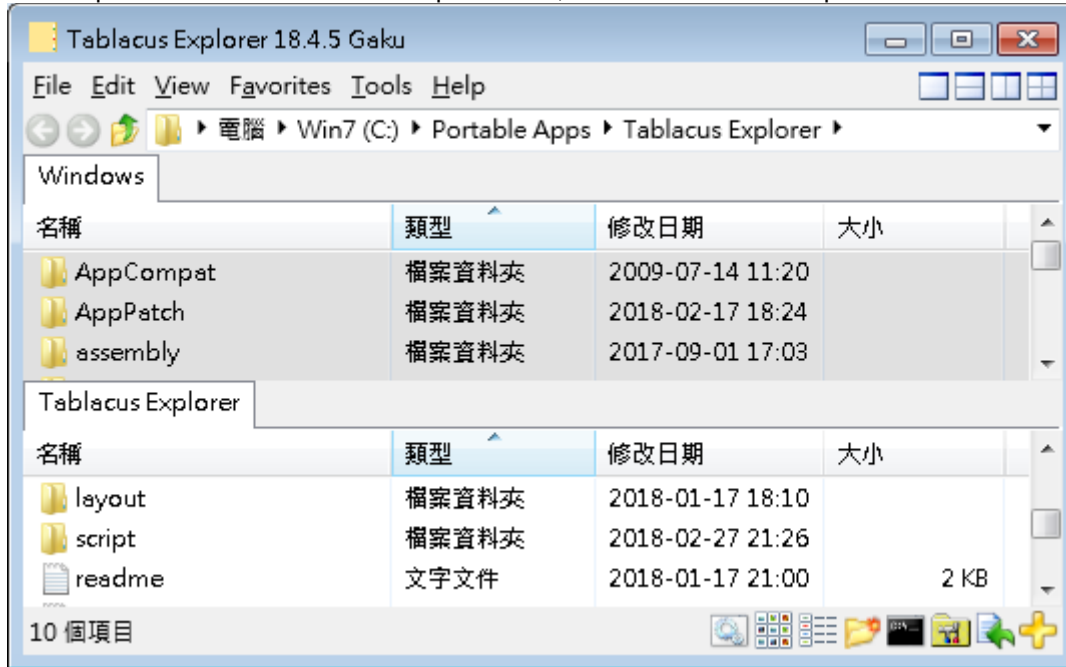 Tablacus Explorer 18.4.5 Gaku
File Edit View Favorites Tools Help
電腦 Win7 (C:) Portable Apps Tablacus Explorer
Windows
名稱 類型 修改日期 大小
AppCompat 檔案資料夾 2009-07-14 11:20
AppPatch 檔案資料夾 2018-02-17 18:24
assembly 檔案資料夾 2017-09-01 17:03
Tablacus Explorer
名稱 類型 修改日期 大小
layout 檔案資料夾 2018-01-17 18:10
script 檔案資料夾 2018-02-27 21:26
readme 文字文件 2018-01-17 21:00 2 KB
10 個項目